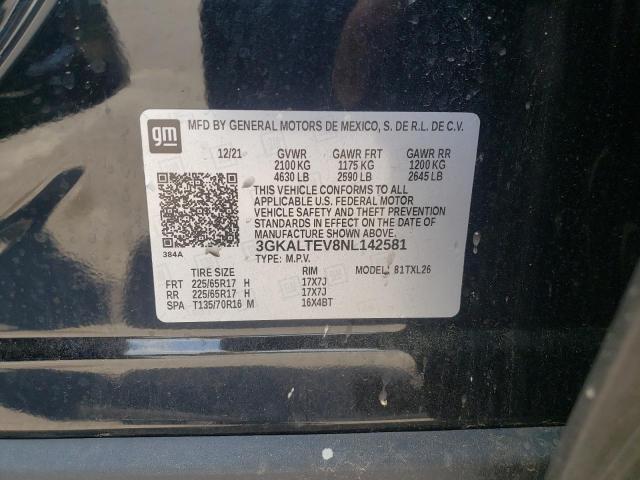 gm MFD BY GENERAL MOTORS DE MEXICO, S. DE R.L. DE C.V.
12/21 GVWR GAWR FRT GAWR RR
2100 KG 1175 KG 1200 KG
4630 LB 2590 LB 2645 LB
THIS VEHICLE CONFORMS TO ALL
APPLICABLE U.S. FEDERAL MOTOR
VEHICLE SAFETY AND THEFT PREVENTION
STANDARDS IN EFFECT ON THE DATE OF
MANUFACTURE SHOWN ABOVE.
384A 3GKALTEV8NL142581
TYPE: M.P.V.
TIRE SIZE RIM MODEL: 81TXL26
FRT 225/65R17 H 17X7J
RR 225/65R17 H 17X7J
SPA T135/70R16 M 16X4BT